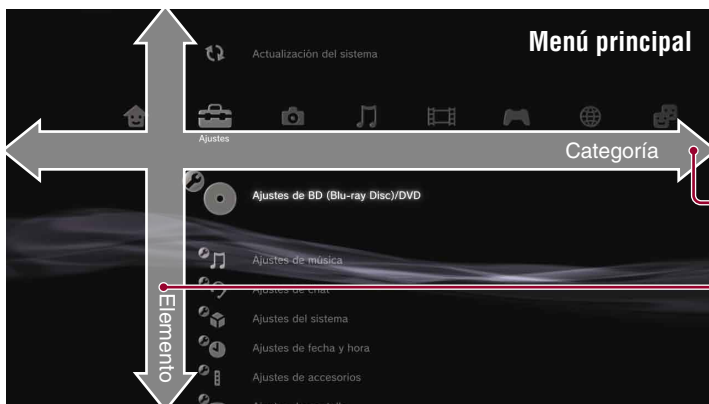 Menú principal
Actualización del sistema
Ajustes
Categoría
Ajustes de BD (Blu-ray Disc)/DVD
Ajustes de música
Ajustes de chat
Elemento
Ajustes del sistema
Ajustes de fecha y hora
Ajustes de accesorios